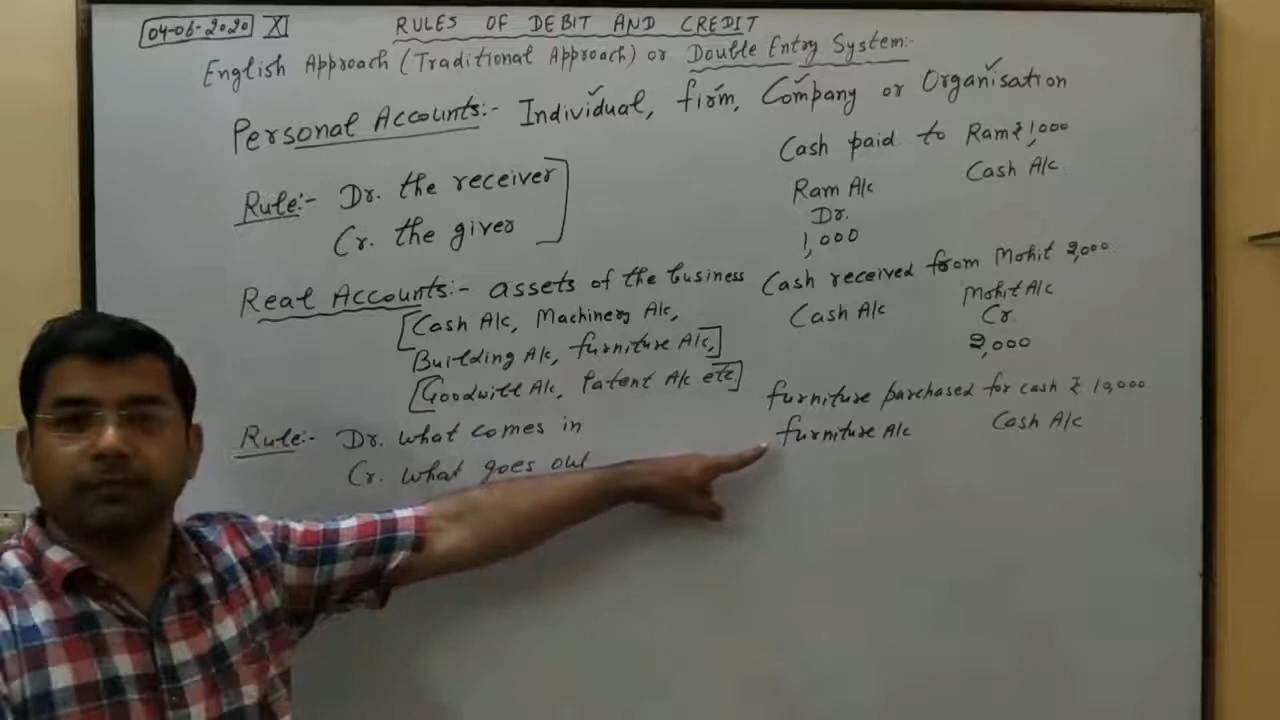 04-06-2020 XI RULES OF DEBIT AND CREDIT
English Approach (Traditional Approach) or Double Entry System:-
Personal Accounts:- Individual, firm, Company or Organisation
Rule:- Dr. the receiver
Cr. the giver
Real Accounts:- assets of the business
[Cash A/c, Machinery A/c,
Building A/c, furniture A/c,]
[Goodwill A/c, Patent A/c etc]
Rule:- Dr. what comes in
Cr. what goes out
Cash paid to Ram ₹ 1,000
Ram A/c Cash A/c
Dr.
1,000
Cash received from Mohit 2,000
Cash A/c Mohit A/c
Cr.
2,000
furniture purchased for cash ₹ 10,000
furniture A/c Cash A/c